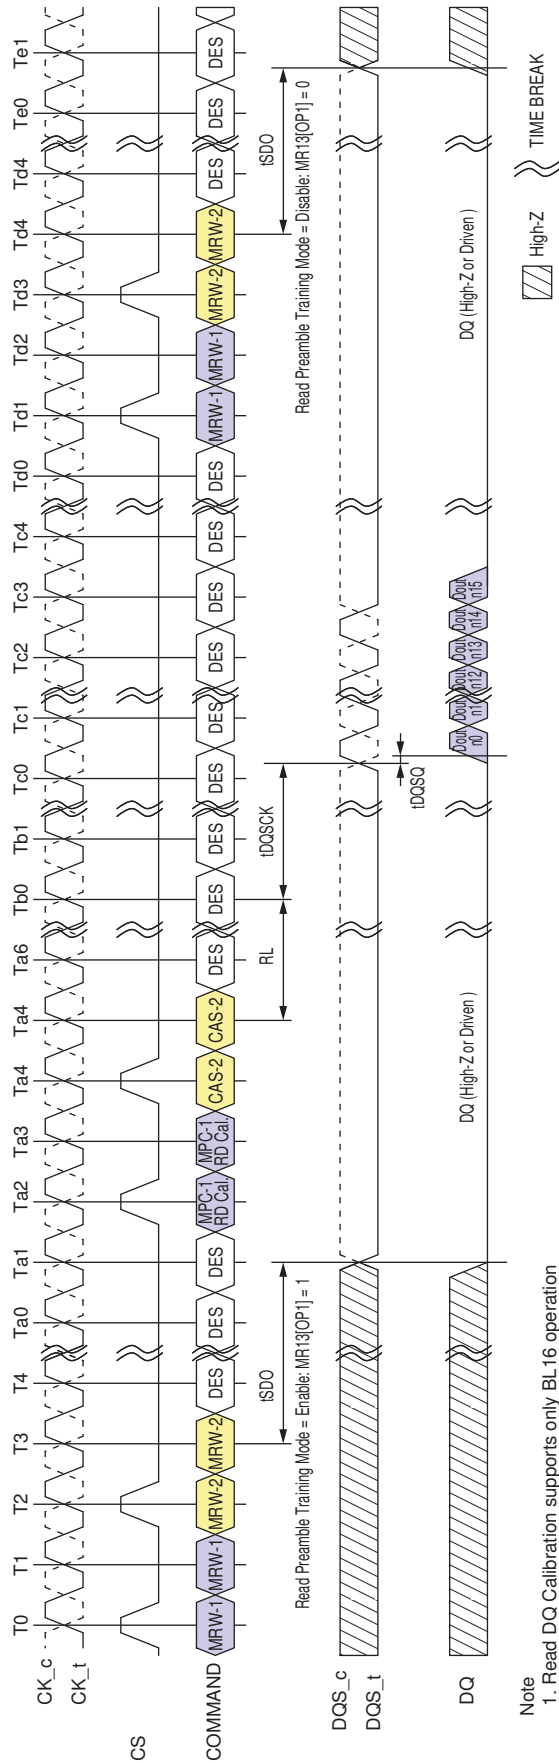 T0 T1 T2 T3 T4 Ta0 Ta1 Ta2 Ta3 Ta4 Ta4 Ta6 Tb0 Tb1 Tc0 Tc1 Tc2 Tc3 Tc4 Td0 Td1 Td2 Td3 Td4 Td4 Te0 Te1
CK_c
CK_t
CS
COMMAND
MRW-1 MRW-1 MRW-2 MRW-2 DES DES DES MPC-1 RD Cal. MPC-1 RD Cal. CAS-2 CAS-2 DES DES DES DES DES DES DES DES DES MRW-1 MRW-1 MRW-2 MRW-2 DES DES DES
tSDO RL tDQSCK tSDO
Read Preamble Training Mode = Enable: MR13[OP1] = 1
Read Preamble Training Mode = Disable: MR13[OP1] = 0
DQS_c
DQS_t
tDQSQ
DQ
Dout Dout Dout Dout Dout Dout
n0 n12 n13 n14 n15
DQ (High-Z or Driven)
DQ (High-Z or Driven)
High-Z
TIME BREAK
Note
1. Read DQ Calibration supports only BL16 operation